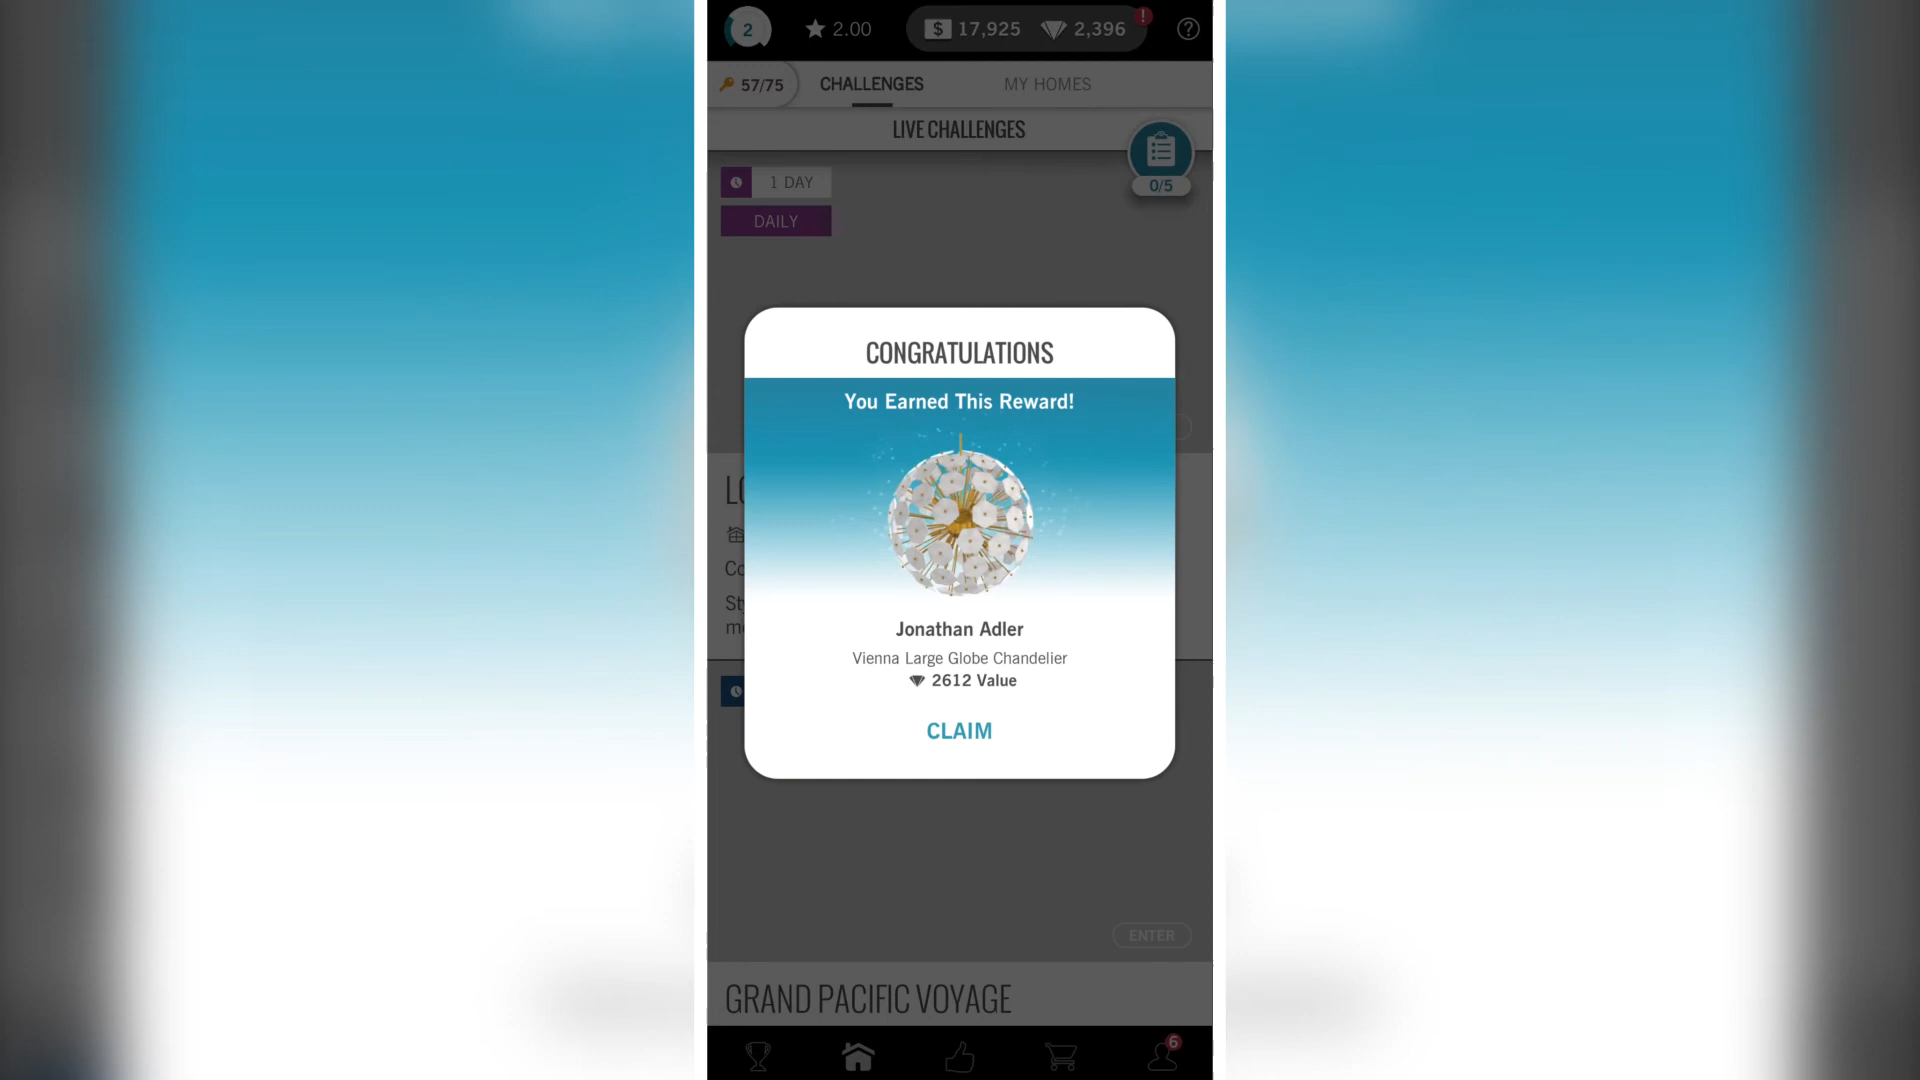 2
2.00
$ 17,925
2,396
!
?
57/75
CHALLENGES
MY HOMES
LIVE CHALLENGES
0/5
1 DAY
DAILY
CONGRATULATIONS
You Earned This Reward!
Jonathan Adler
Vienna Large Globe Chandelier
2612 Value
CLAIM
ENTER
GRAND PACIFIC VOYAGE
6